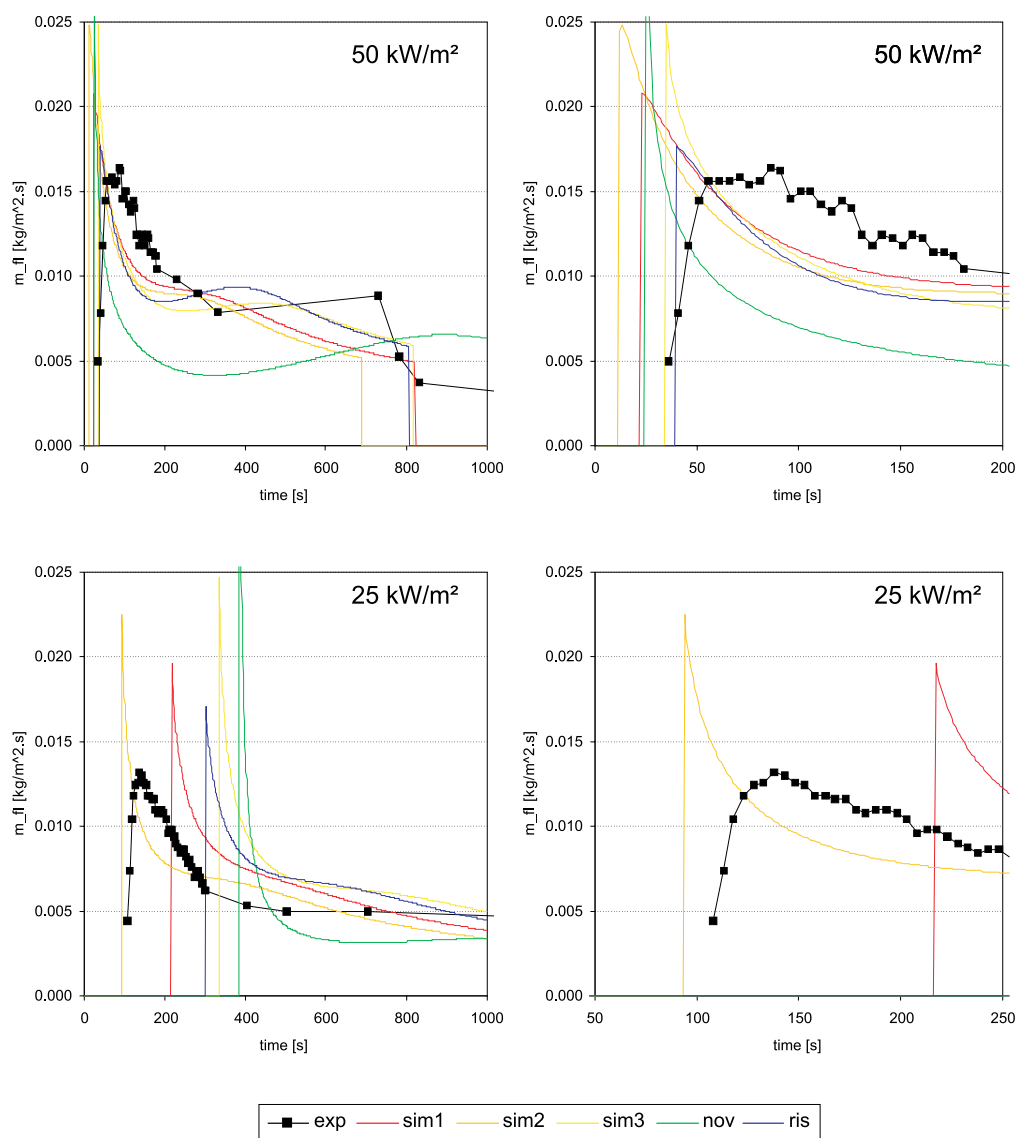 50 kW/m²
m_fl [kg/m^2.s]
0.025
0.020
0.015
0.010
0.005
0.000
0 200 400 600 800 1000
time [s]
50 kW/m²
m_fl [kg/m^2.s]
0.025
0.020
0.015
0.010
0.005
0.000
0 50 100 150 200
time [s]
25 kW/m²
m_fl [kg/m^2.s]
0.025
0.020
0.015
0.010
0.005
0.000
0 200 400 600 800 1000
time [s]
25 kW/m²
m_fl [kg/m^2.s]
0.025
0.020
0.015
0.010
0.005
0.000
50 100 150 200 250
time [s]
exp sim1 sim2 sim3 nov ris